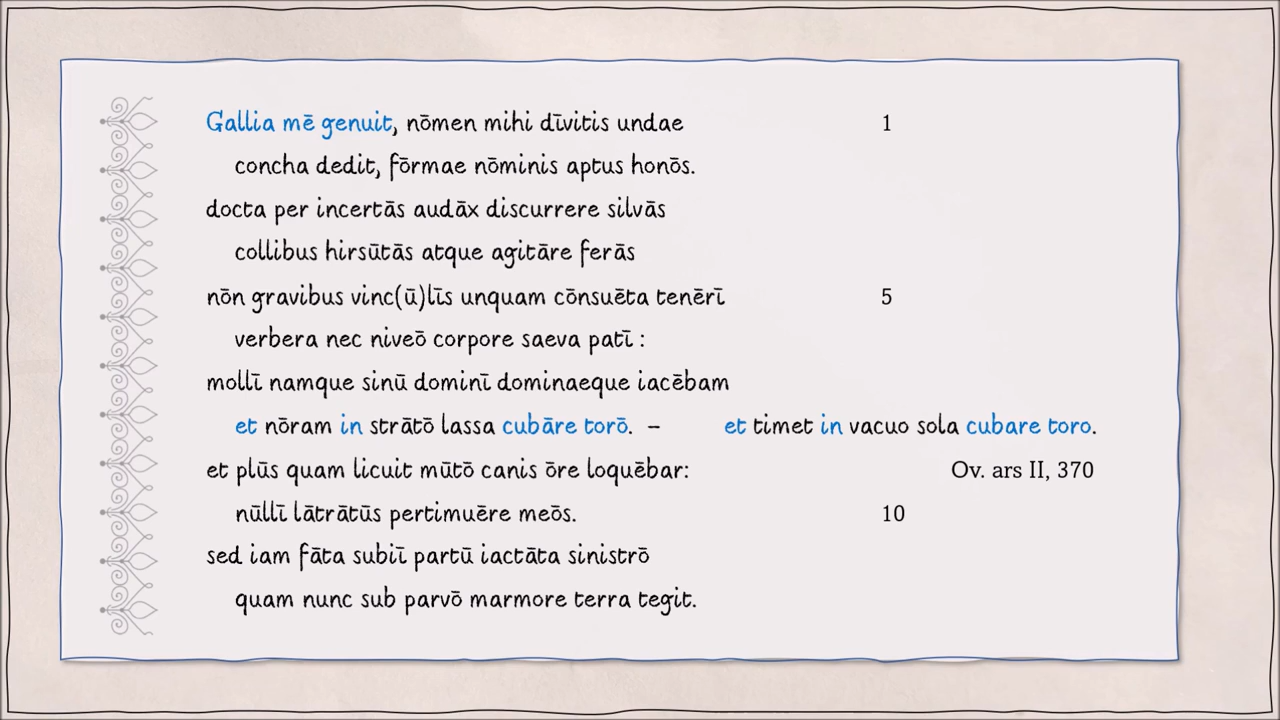 Gallia mē genuit, nōmen mihi dīvitis undae 1
concha dedit, fōrmae nōminis aptus honōs.
docta per incertās audāx discurrere silvās
collibus hirsūtās atque agitāre ferās
nōn gravibus vinc(ū)līs unquam cōnsuēta tenērī 5
verbera nec niveō corpore saeva patī :
mollī namque sinū dominī dominaeque iacēbam
et nōram in strātō lassa cubāre torō. – et timet in vacuo sola cubare toro.
et plūs quam licuit mūtō canis ōre loquēbar: Ov. ars II, 370
nūllī lātrātūs pertimuēre meōs. 10
sed iam fāta subiī partū iactāta sinistrō
quam nunc sub parvō marmore terra tegit.